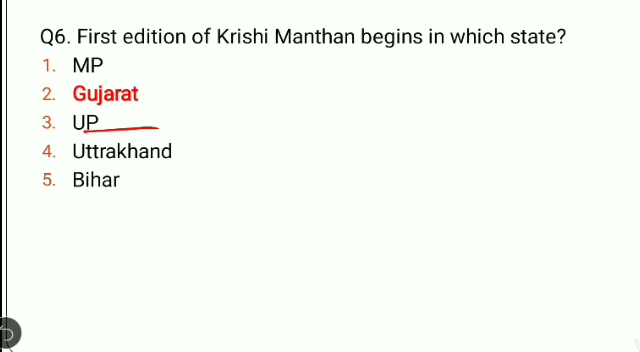 Q6. First edition of Krishi Manthan begins in which state?
1. MP
2. Gujarat
3. UP
4. Uttrakhand
5. Bihar